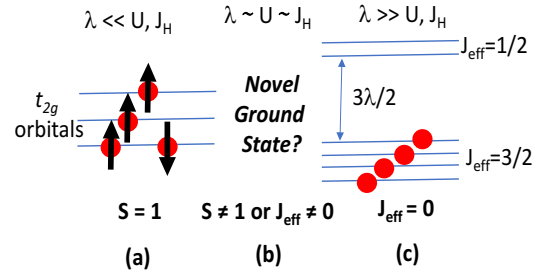 λ << U, J_H
λ ~ U ~ J_H
λ >> U, J_H
t_2g
orbitals
Novel
Ground
State?
J_eff=1/2
3λ/2
J_eff=3/2
S = 1
S ≠ 1 or J_eff ≠ 0
J_eff = 0
(a)
(b)
(c)